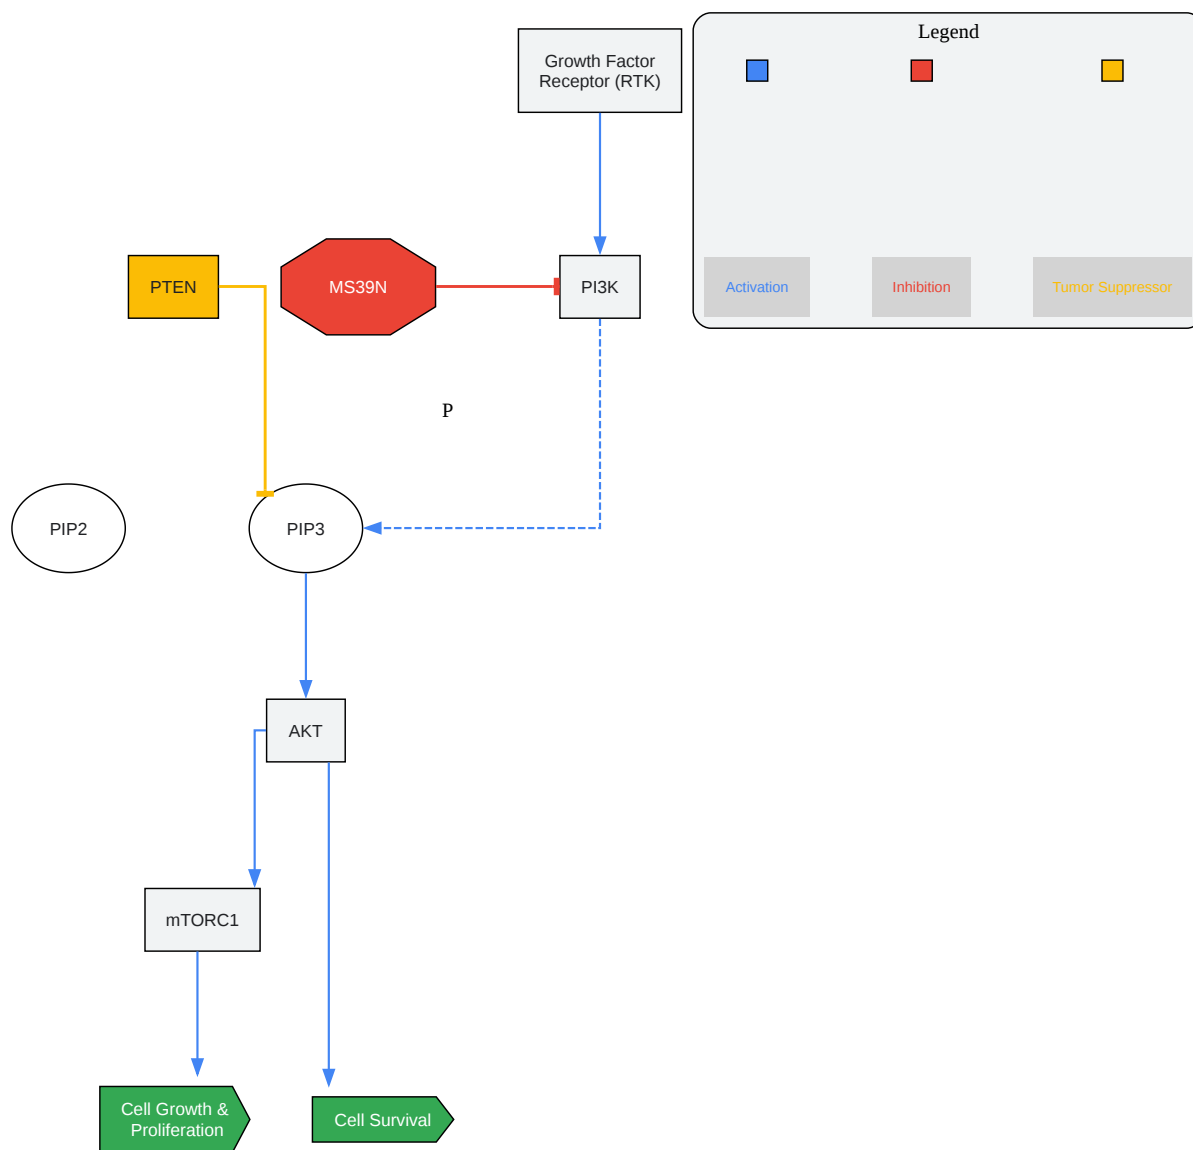 Legend
Growth Factor
Receptor (RTK)
PTEN
MS39N
PI3K
Activation
Inhibition
Tumor Suppressor
P
PIP2
PIP3
AKT
mTORC1
Cell Growth &
Proliferation
Cell Survival